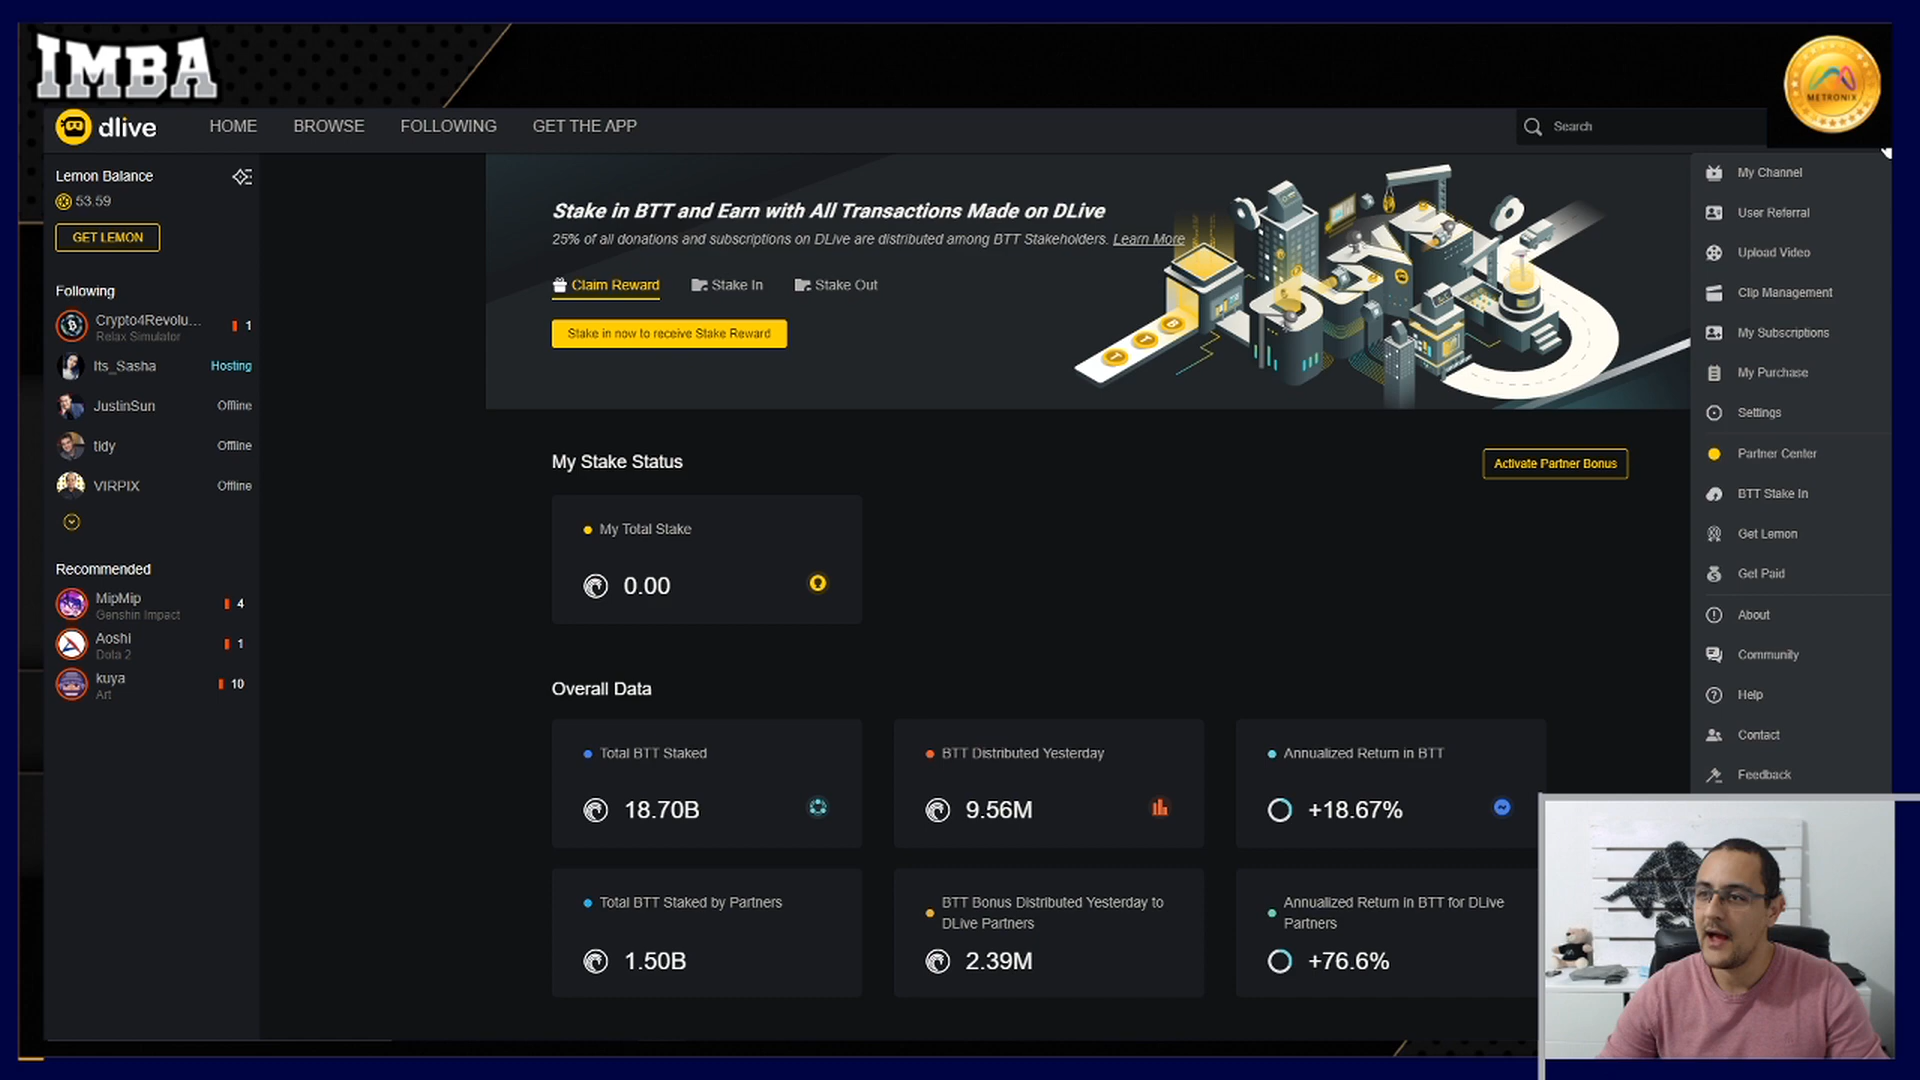 IMBA
METRONIX
dlive
HOME
BROWSE
FOLLOWING
GET THE APP
Search
Lemon Balance
53.59
GET LEMON
Following
Crypto4Revolu...
1
Relax Simulator
Its_Sasha
Hosting
JustinSun
Offline
tidy
Offline
VIRPIX
Offline
Recommended
MipMip
4
Genshin Impact
Aoshi
1
Dota 2
kuya
10
Art
Stake in BTT and Earn with All Transactions Made on DLive
25% of all donations and subscriptions on DLive are distributed among BTT Stakeholders. Learn More
Claim Reward
Stake In
Stake Out
Stake in now to receive Stake Reward
My Stake Status
Activate Partner Bonus
My Total Stake
0.00
Overall Data
Total BTT Staked
18.70B
BTT Distributed Yesterday
9.56M
Annualized Return in BTT
+18.67%
Total BTT Staked by Partners
1.50B
BTT Bonus Distributed Yesterday to
DLive Partners
2.39M
Annualized Return in BTT for DLive
Partners
+76.6%
My Channel
User Referral
Upload Video
Clip Management
My Subscriptions
My Purchase
Settings
Partner Center
BTT Stake In
Get Lemon
Get Paid
About
Community
Help
Contact
Feedback